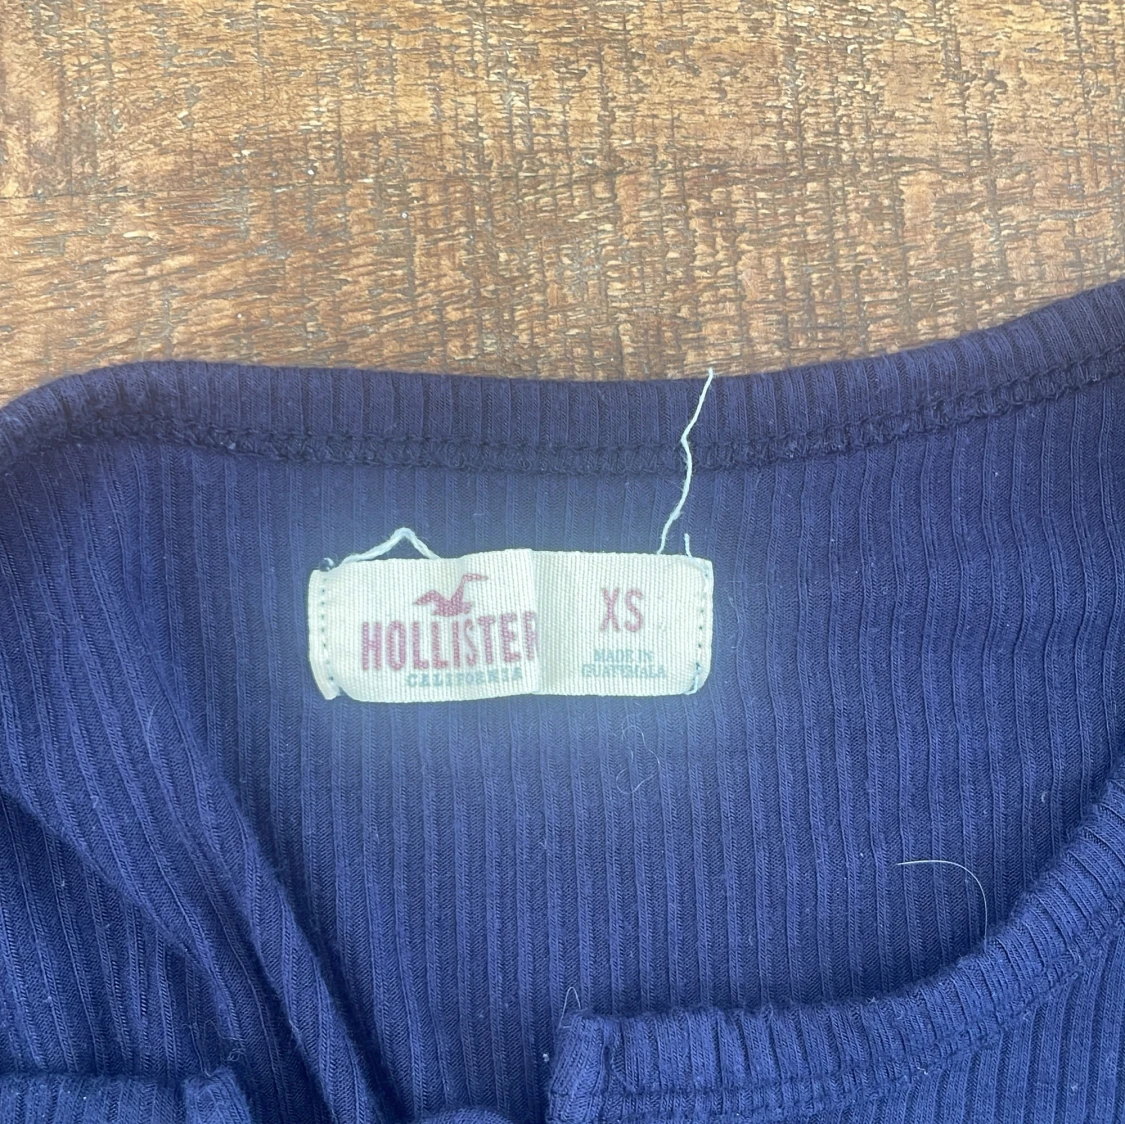 HOLLISTER
CALIFORNIA
XS
MADE IN
GUATEMALA